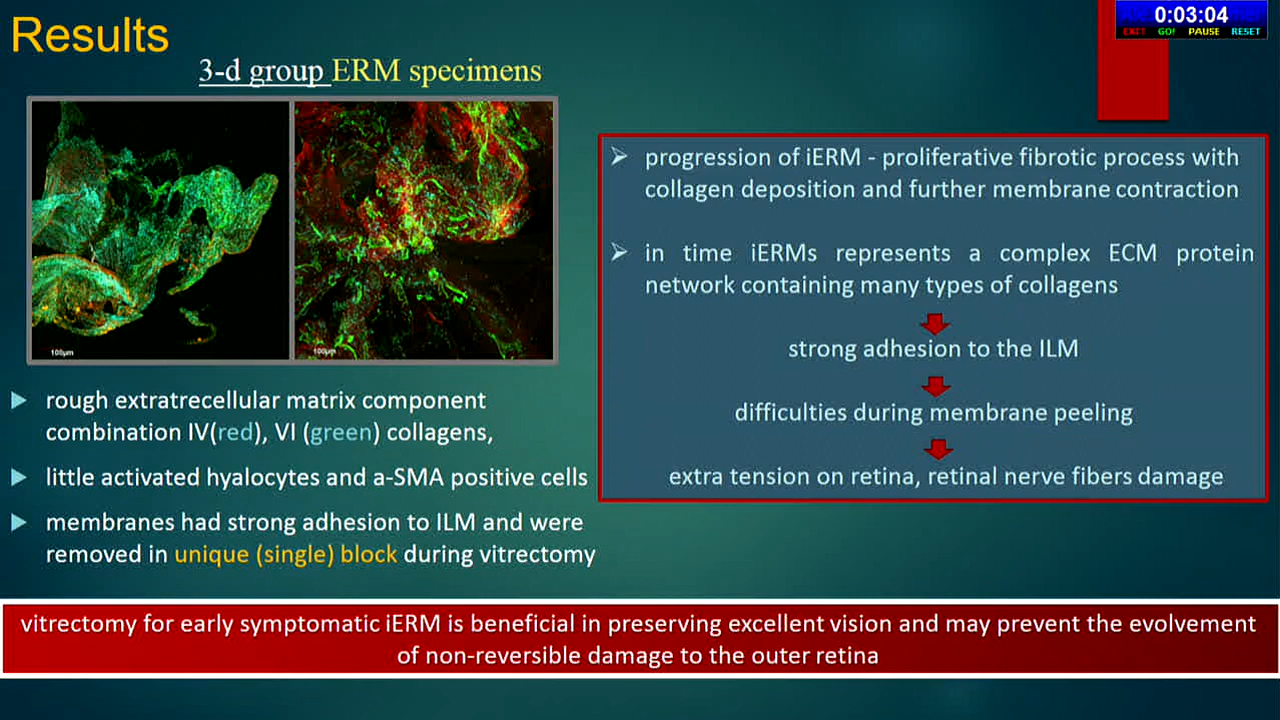 Results
0:03:04
EXIT GO! PAUSE RESET
3-d group ERM specimens
100µm
100µm
rough extratrecellular matrix component
combination IV(red), VI (green) collagens,
little activated hyalocytes and a-SMA positive cells
membranes had strong adhesion to ILM and were
removed in unique (single) block during vitrectomy
progression of iERM - proliferative fibrotic process with
collagen deposition and further membrane contraction
in time iERMs represents a complex ECM protein
network containing many types of collagens
strong adhesion to the ILM
difficulties during membrane peeling
extra tension on retina, retinal nerve fibers damage
vitrectomy for early symptomatic iERM is beneficial in preserving excellent vision and may prevent the evolvement
of non-reversible damage to the outer retina